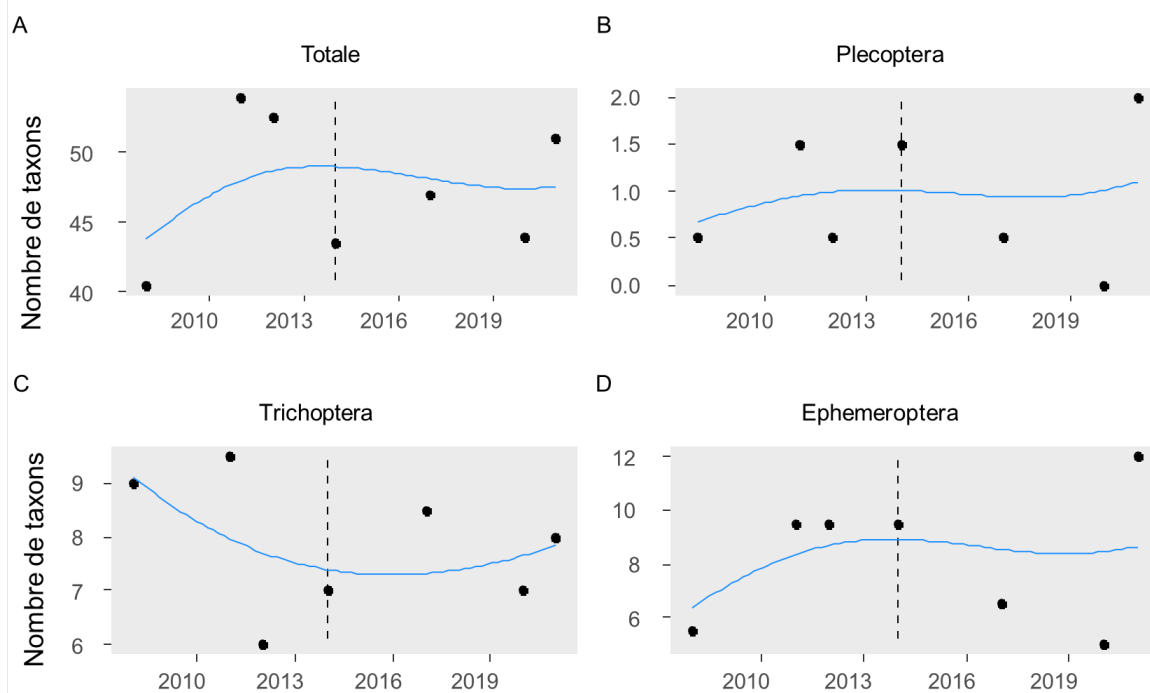 A
Totale
Nombre de taxons
50
45
40
2010 2013 2016 2019
B
Plecoptera
2.0
1.5
1.0
0.5
0.0
2010 2013 2016 2019
C
Trichoptera
Nombre de taxons
9
8
7
6
2010 2013 2016 2019
D
Ephemeroptera
12
10
8
6
2010 2013 2016 2019